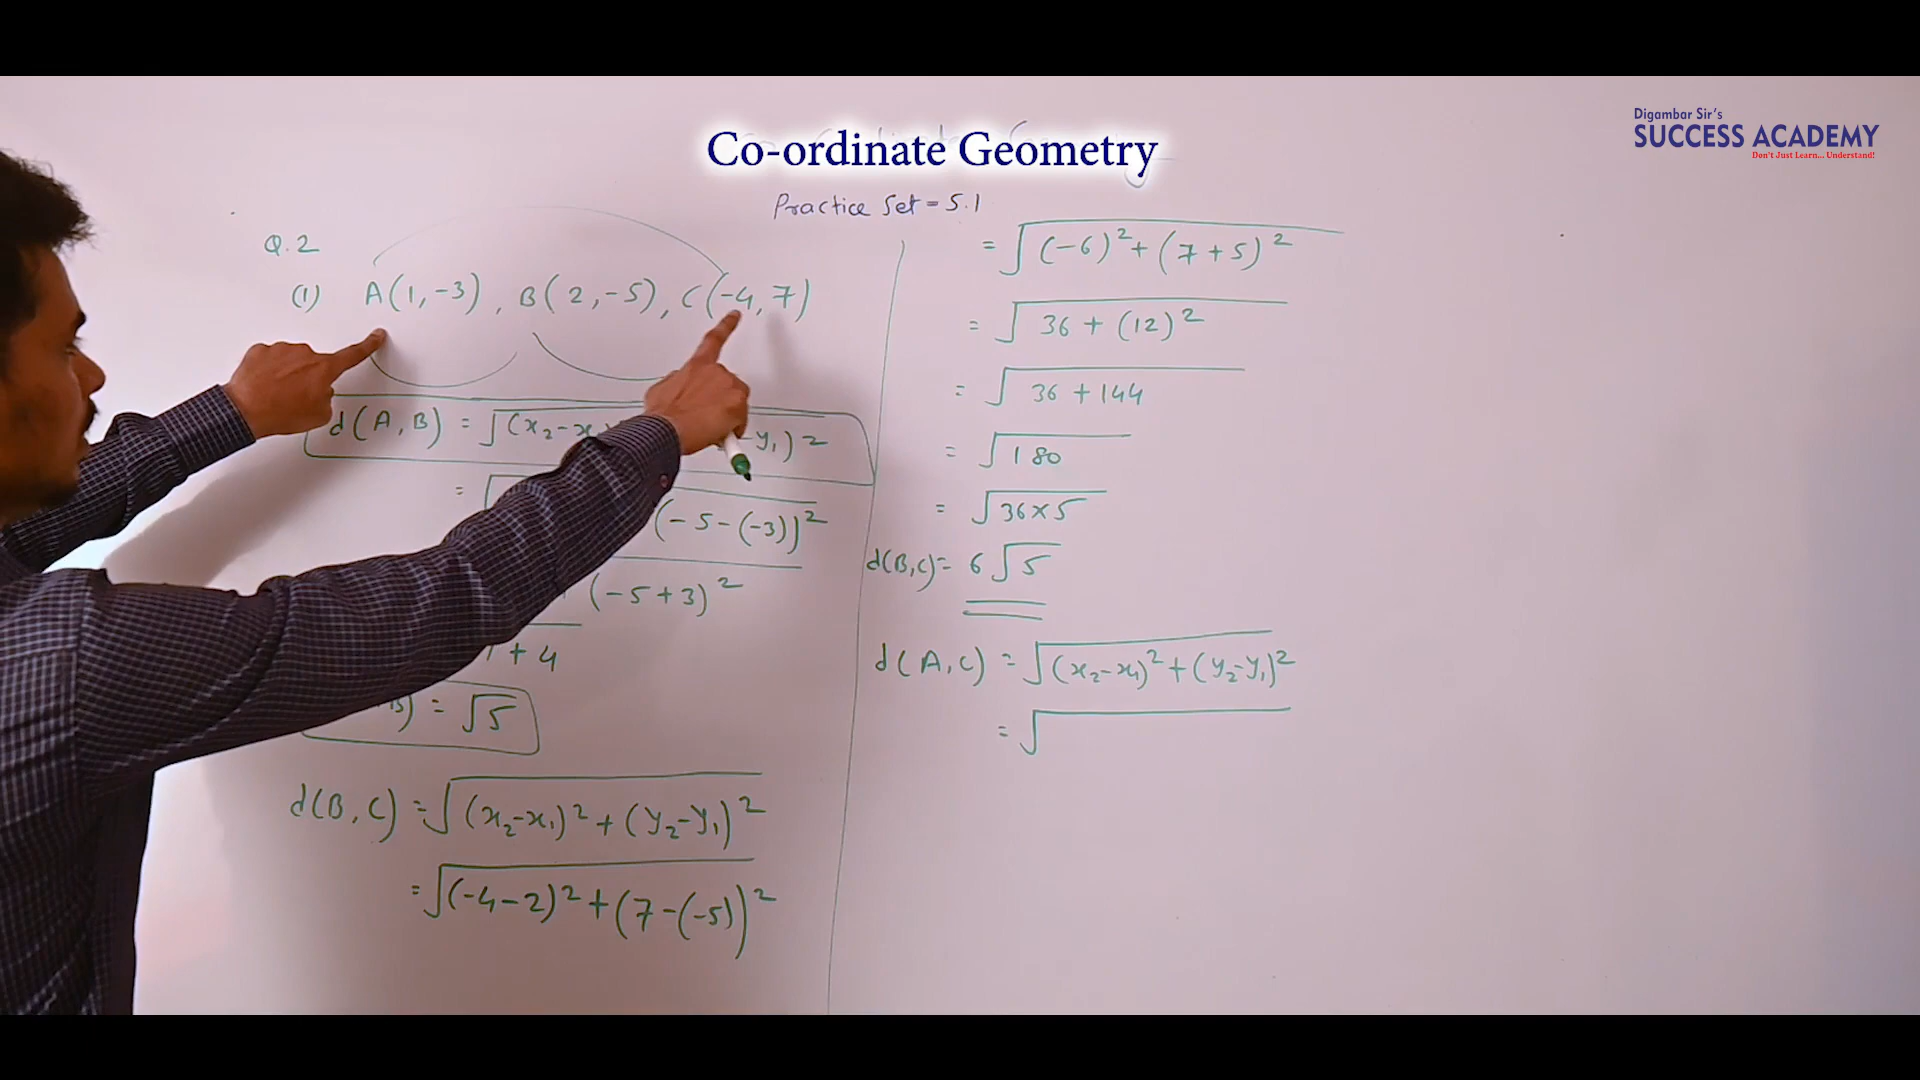 Co-ordinate Geometry
Digambar Sir's
SUCCESS ACADEMY
Don't Just Learn... Understand!
Practice Set = 5.1
Q.2
(1) A(1,-3), B(2,-5), C(-4,7)
d(A,B) = √(x₂-x -y₁)²
= (-5-(-3))²
(-5+3)²
+ 4
B) = √5
d(B,C) = √(x₂-x₁)²+(y₂-y₁)²
= √(-4-2)²+(7-(-5))²
= √(-6)²+(7+5)²
= √36+(12)²
= √36+144
= √180
= √36×5
d(B,C)= 6√5
d(A,C) = √(x₂-x₁)²+(y₂-y₁)²
= √